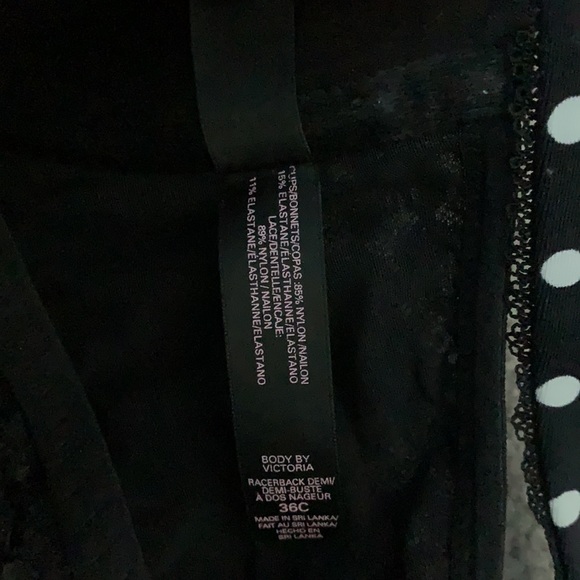 CUPS/BONNETS/COPAS :85% NYLON /NAILON
15% ELASTANE/ÉLASTHANNE/ELASTANO
LACE/DENTELLE/ENCAJE:
89% NYLON / NAILON
11% ELASTANE/ÉLASTHANNE/ELASTANO
BODY BY
VICTORIA
RACERBACK DEMI/
DEMI-BUSTE
À DOS NAGEUR
36C
MADE IN SRI LANKA/
FAIT AU SRI LANKA/
HECHO EN
SRI LANKA